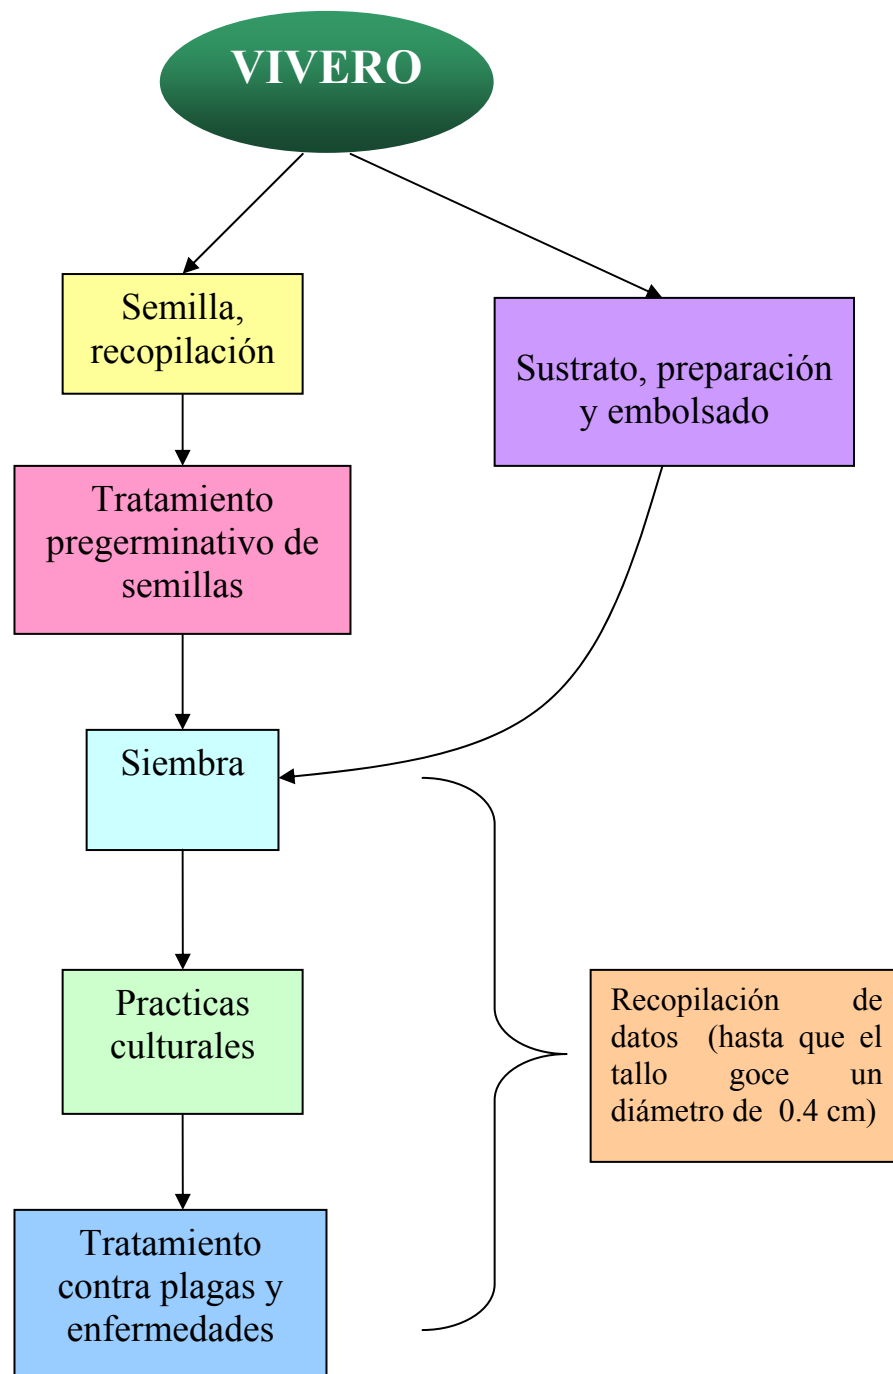 VIVERO
Semilla,
recopilación
Sustrato, preparación
y embolsado
Tratamiento
pregerminativo de
semillas
Siembra
Practicas
culturales
Recopilación de
datos (hasta que el
tallo goce un
diámetro de 0.4 cm)
Tratamiento
contra plagas y
enfermedades